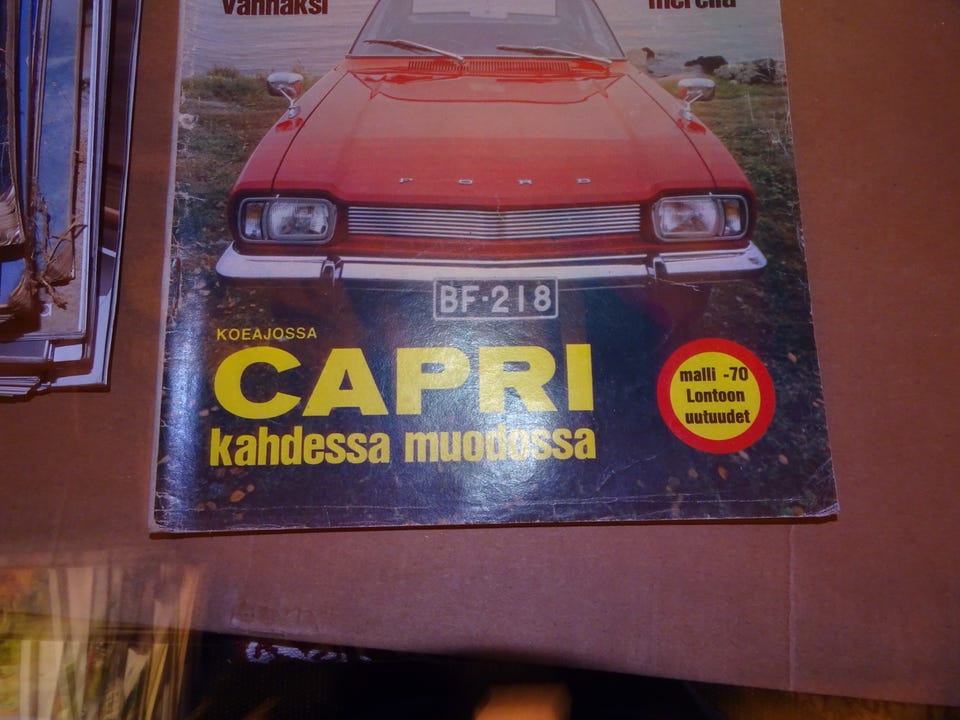 vanhaksi
merellä
FORD
BF-218
KOEAJOSSA
CAPRI
kahdessa muodossa
malli -70
Lontoon
uutuudet